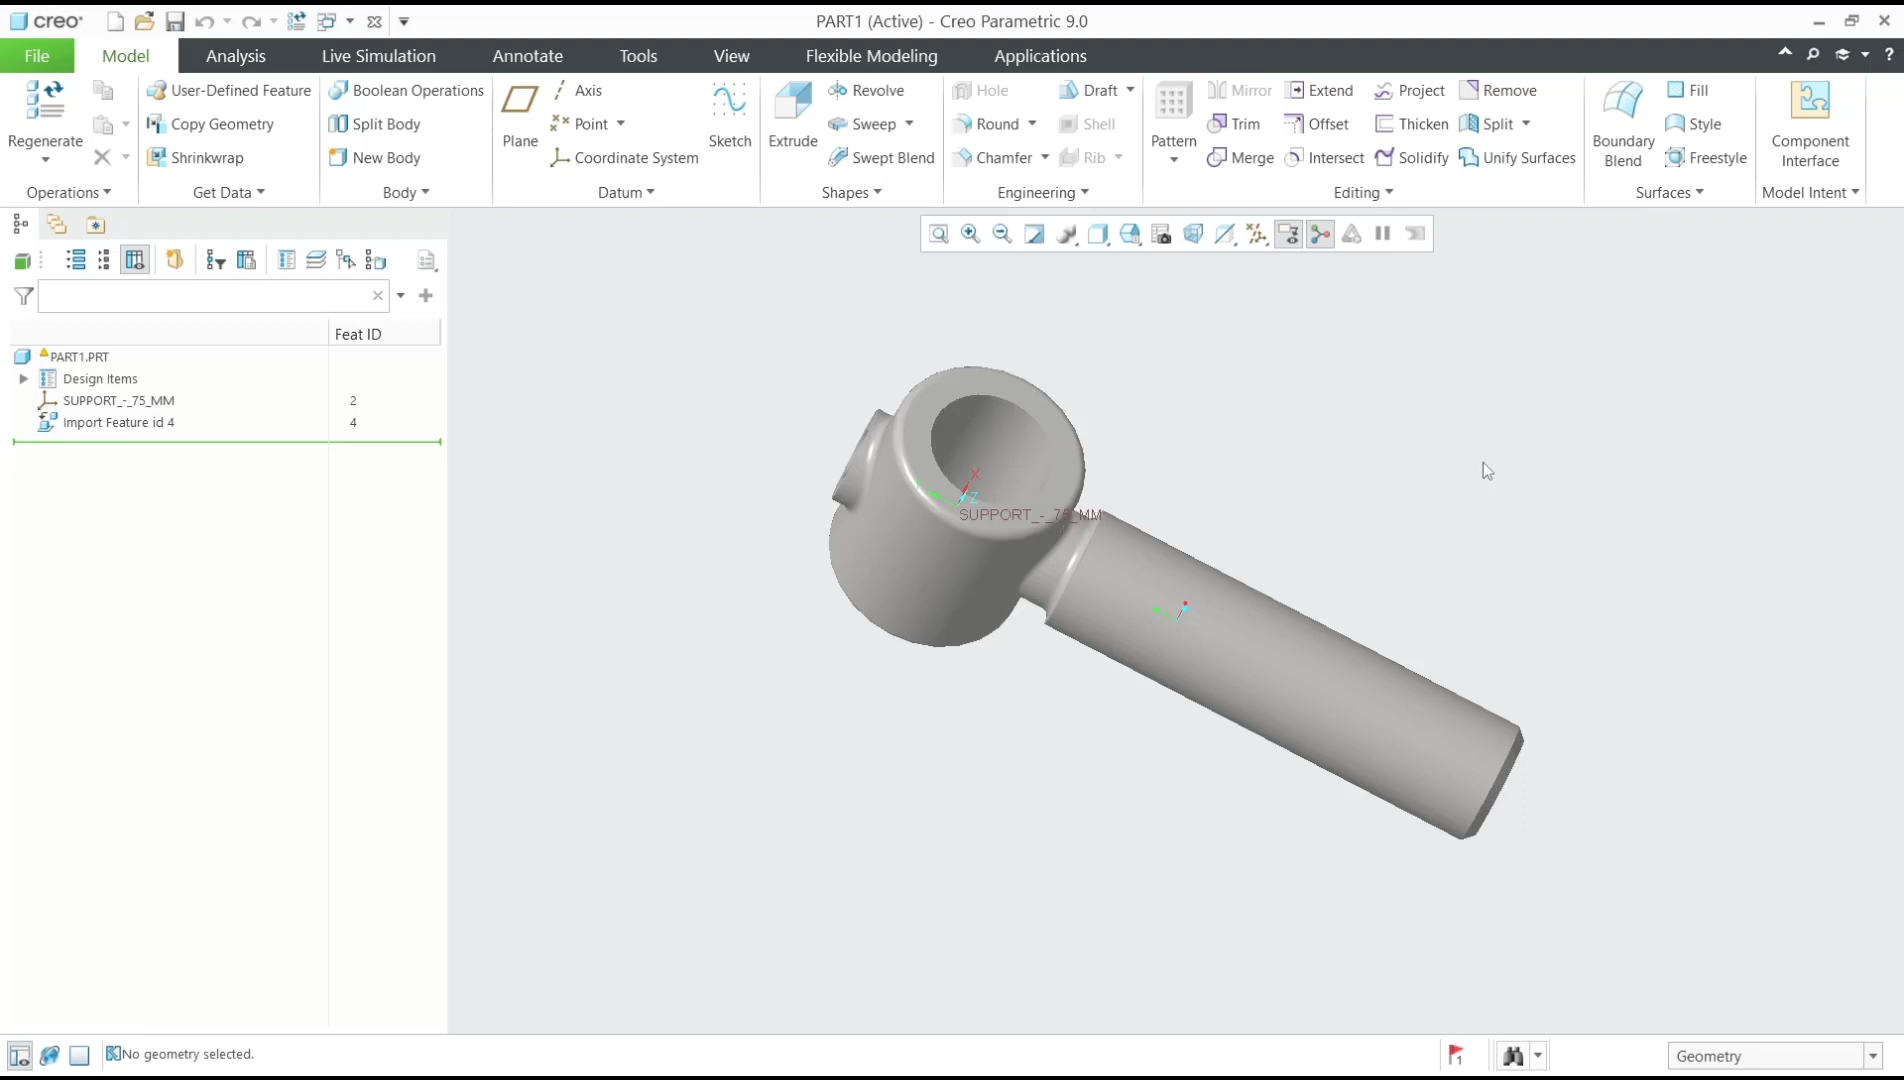 creo
PART1 (Active) - Creo Parametric 9.0
File Model Analysis Live Simulation Annotate Tools View Flexible Modeling Applications ?
Regenerate
Operations
User-Defined Feature
Copy Geometry
Shrinkwrap
Get Data
Boolean Operations
Split Body
New Body
Body
Plane
Axis
Point
Coordinate System
Sketch
Datum
Extrude
Revolve
Sweep
Swept Blend
Shapes
Hole
Round
Chamfer
Draft
Shell
Rib
Engineering
Pattern
Mirror
Trim
Merge
Extend
Offset
Intersect
Project
Thicken
Solidify
Remove
Split
Unify Surfaces
Editing
Boundary
Blend
Fill
Style
Freestyle
Surfaces
Component
Interface
Model Intent
Feat ID
PART1.PRT
Design Items
SUPPORT_-_75_MM 2
Import Feature id 4 4
X
Z
SUPPORT_-_75_MM
No geometry selected.
1
Geometry